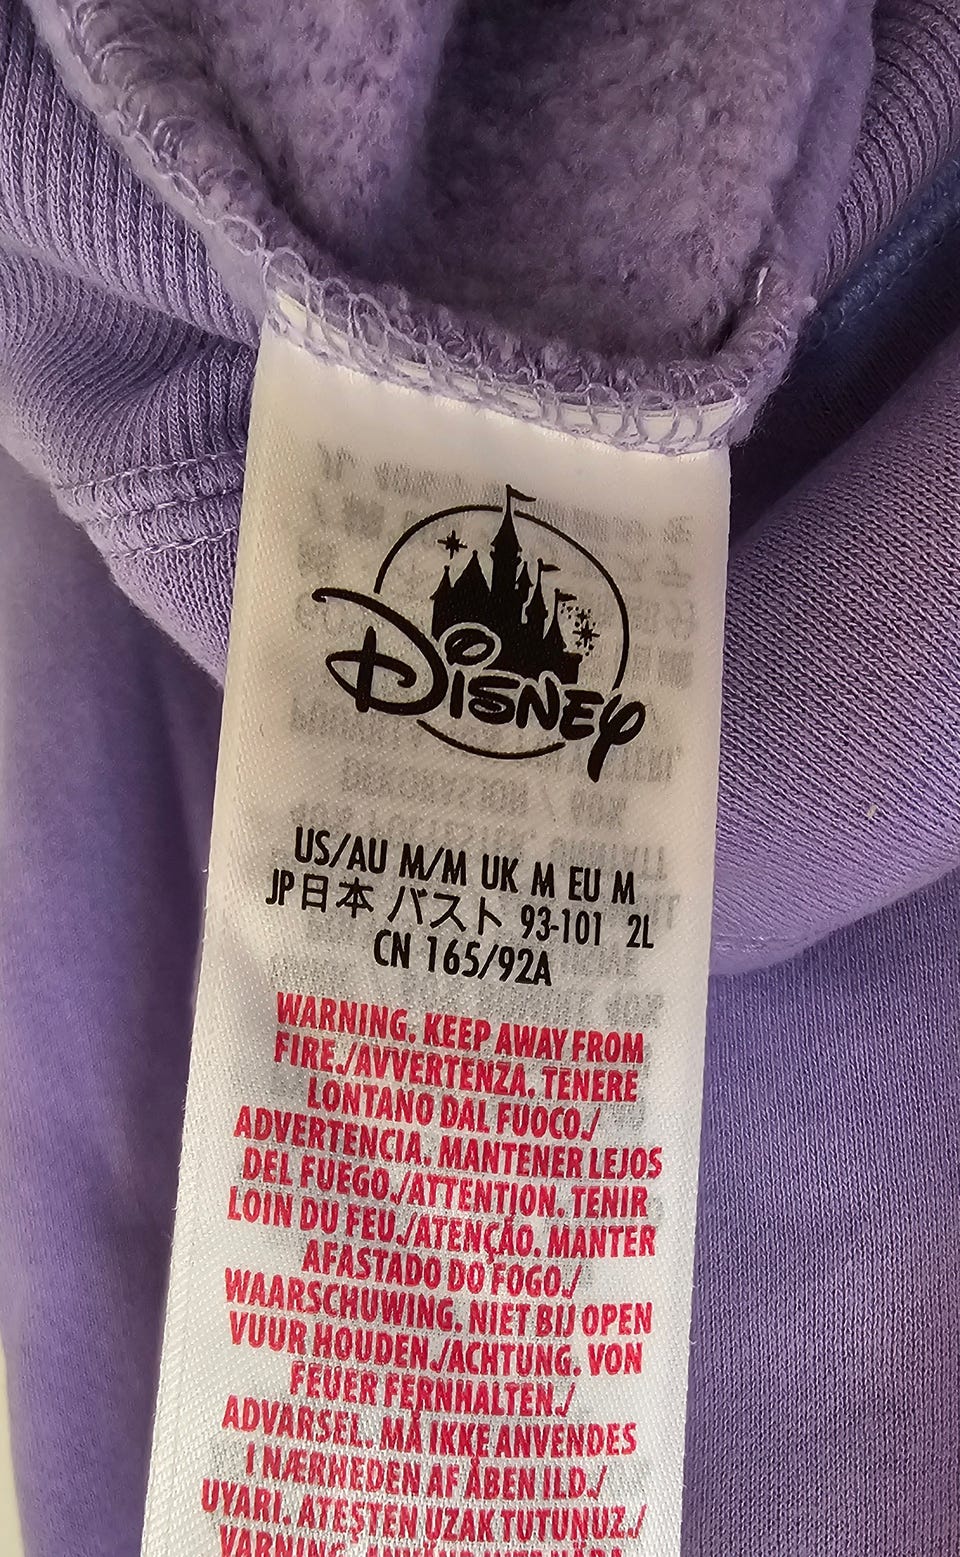 Disney
US/AU M/M UK M EU M
JP日本 バスト 93-101 2L
CN 165/92A
WARNING. KEEP AWAY FROM
FIRE./AVVERTENZA. TENERE
LONTANO DAL FUOCO./
ADVERTENCIA. MANTENER LEJOS
DEL FUEGO./ATTENTION. TENIR
LOIN DU FEU./ATENÇÃO. MANTER
AFASTADO DO FOGO./
WAARSCHUWING. NIET BIJ OPEN
VUUR HOUDEN./ACHTUNG. VON
FEUER FERNHALTEN./
ADVARSEL. MÅ IKKE ANVENDES
I NÆRHEDEN AF ÅBEN ILD./
UYARI. ATEŞTEN UZAK TUTUNUZ./
VARNING.